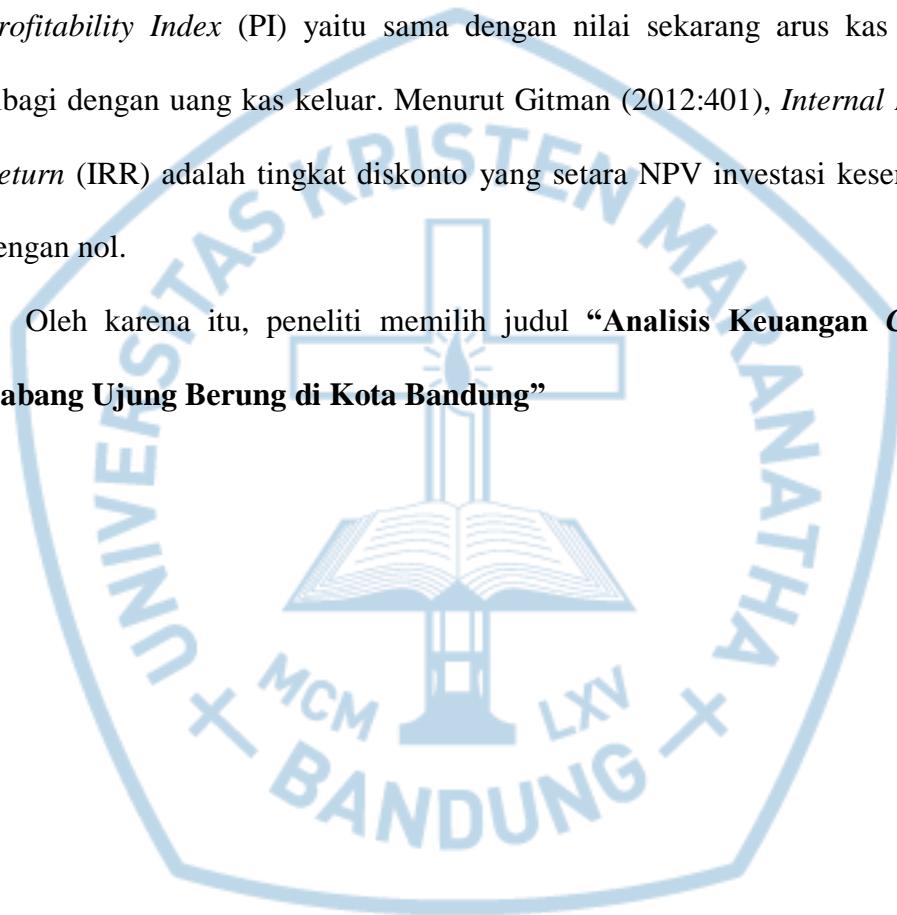 rofitability Index (PI) yaitu sama dengan nilai sekarang arus kas
bagi dengan uang kas keluar. Menurut Gitman (2012:401), Internal
eturn (IRR) adalah tingkat diskonto yang setara NPV investasi kese
engan nol.
Oleh karena itu, peneliti memilih judul “Analisis Keuangan
abang Ujung Berung di Kota Bandung”
UNIVERSITAS KRISTEN MARANATHA
MCM LXV
BANDUNG